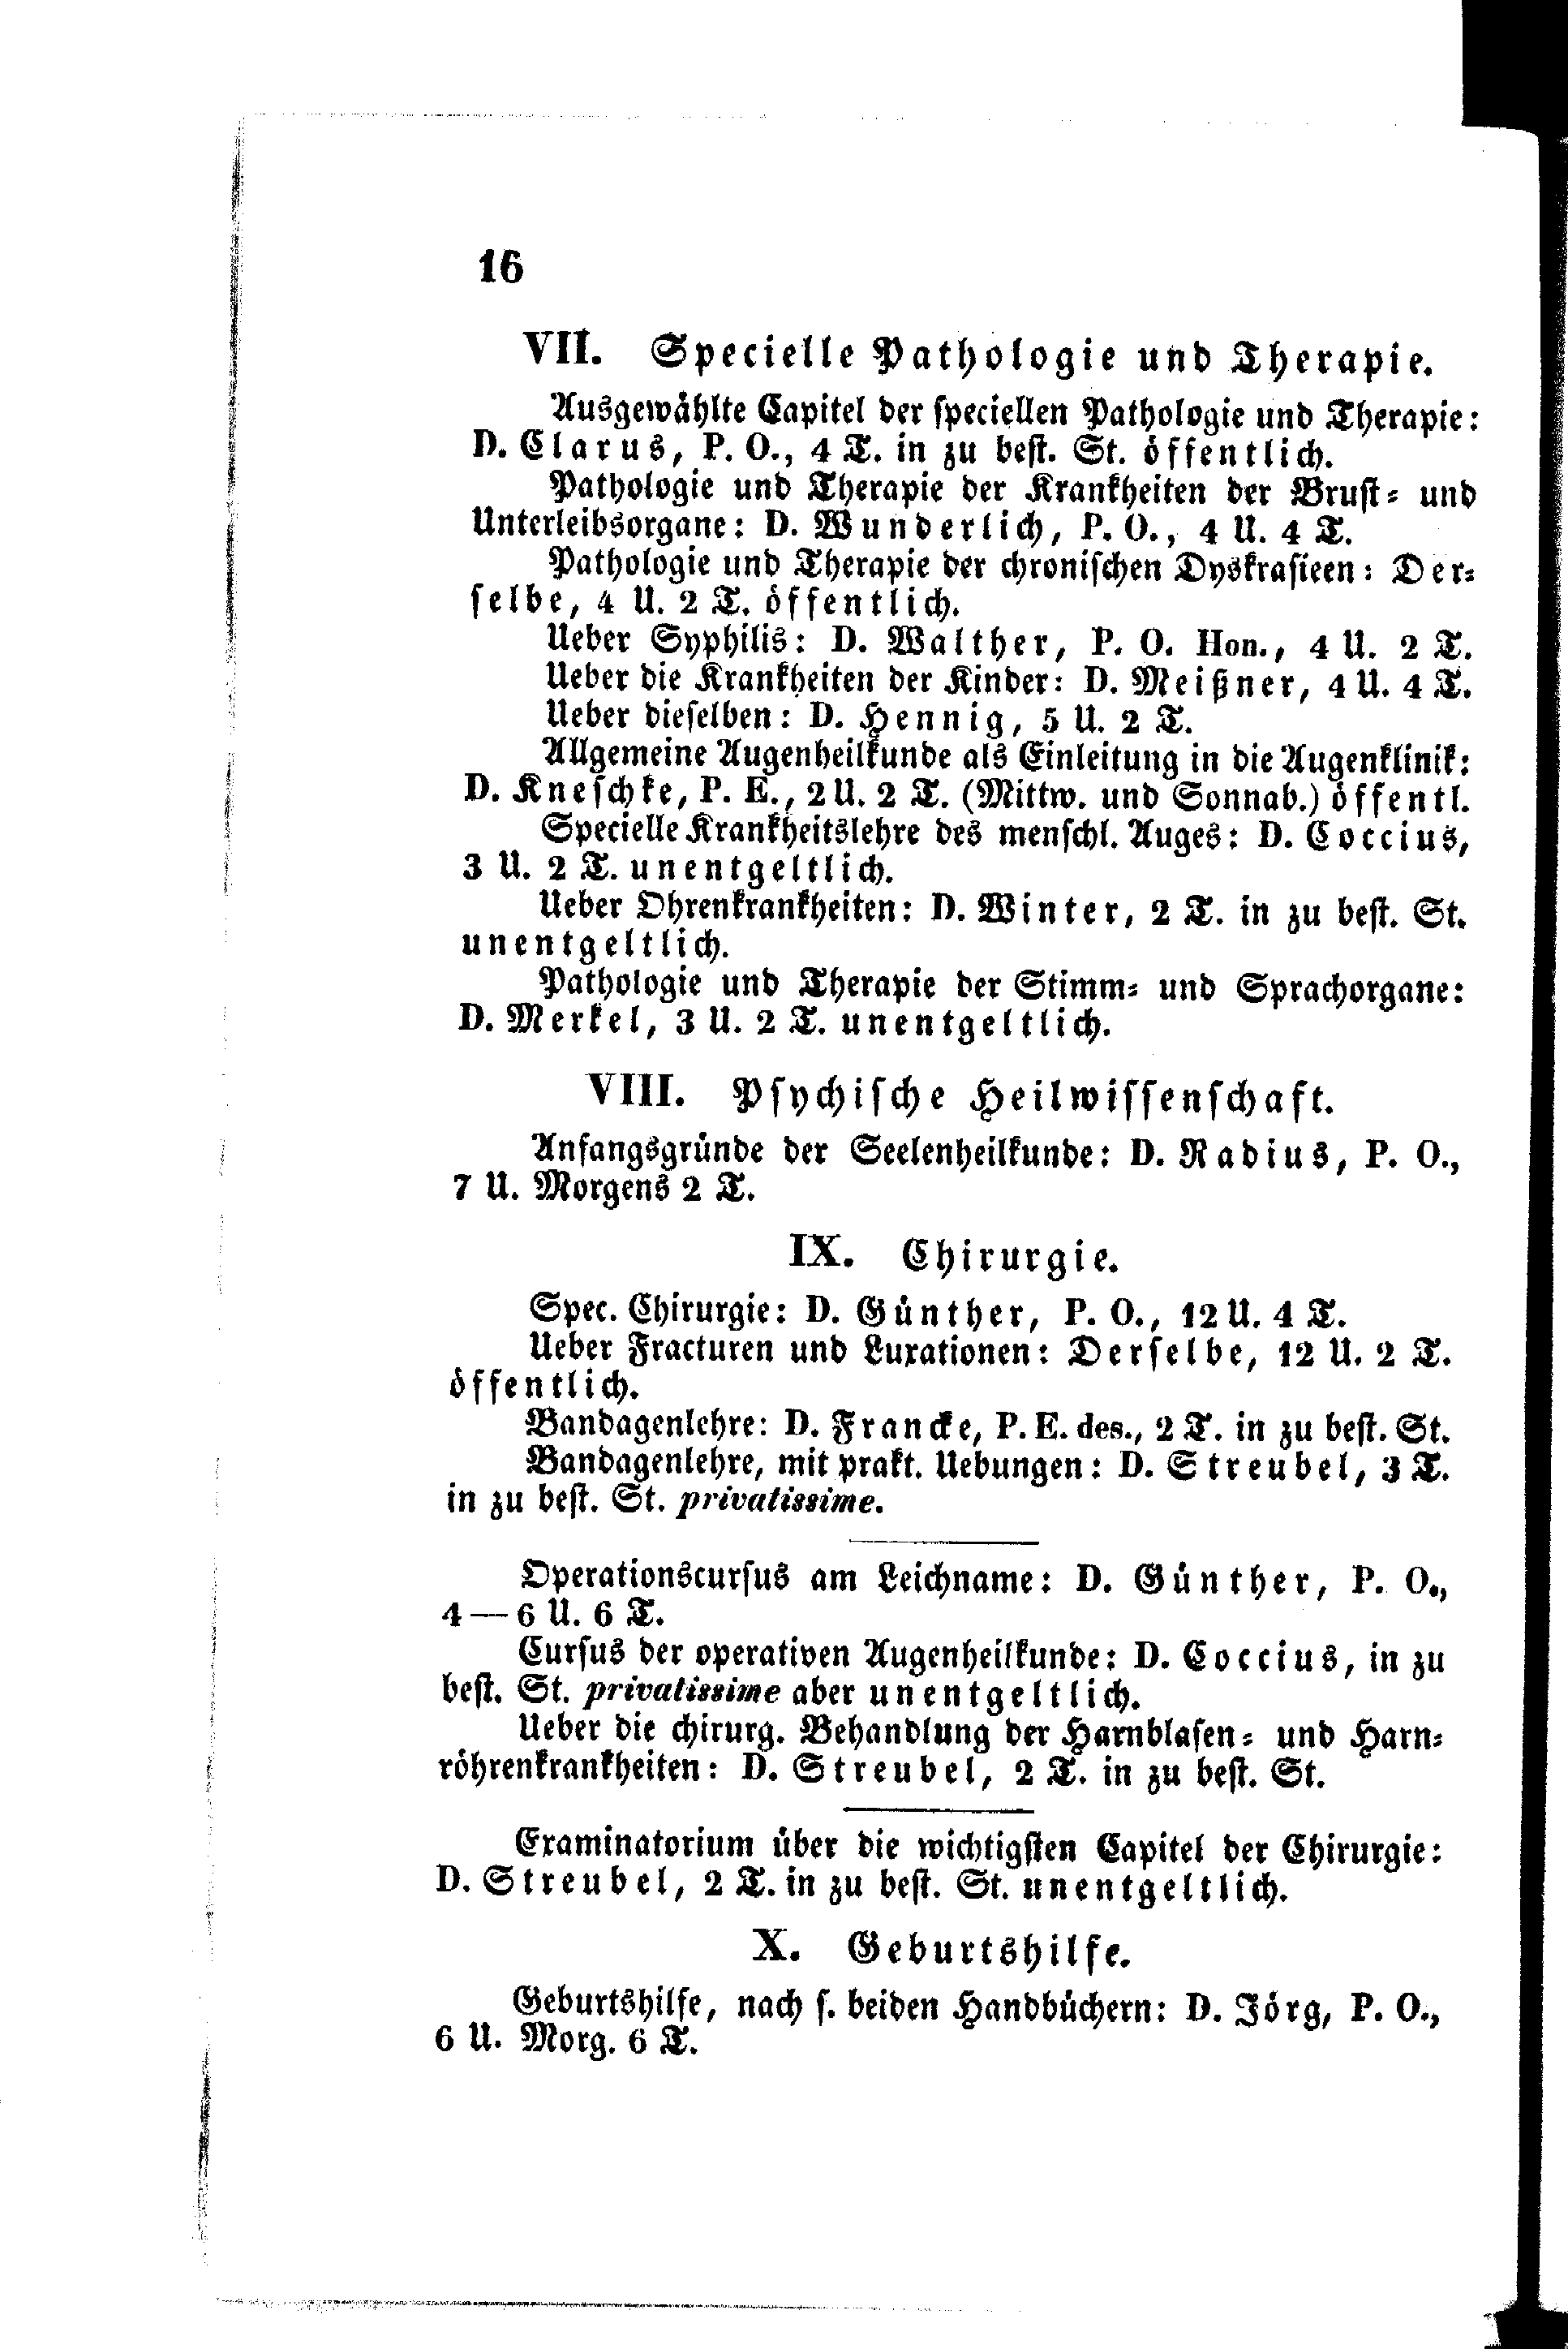 16
VII. Specielle Pathologie und Therapie.
Ausgewählte Capitel der speciellen Pathologie und Therapie:
D. Clarus, P. O., 4 T. in zu best. St. öffentlich.
Pathologie und Therapie der Krankheiten der Brust- und
Unterleibsorgane: D. Wunderlich, P. O., 4 U. 4 T.
Pathologie und Therapie der chronischen Dyskrasieen: Der-
selbe, 4 U. 2 T. öffentlich.
Ueber Syphilis: D. Walther, P. O. Hon., 4 U. 2 T.
Ueber die Krankheiten der Kinder: D. Meißner, 4 U. 4 T.
Ueber dieselben: D. Hennig, 5 U. 2 T.
Allgemeine Augenheilkunde als Einleitung in die Augenklinik:
D. Kneschke, P. E., 2 U. 2 T. (Mittw. und Sonnab.) öffentl.
Specielle Krankheitslehre des menschl. Auges: D. Coccius,
3 U. 2 T. unentgeltlich.
Ueber Ohrenkrankheiten: D. Winter, 2 T. in zu best. St.
unentgeltlich.
Pathologie und Therapie der Stimm- und Sprachorgane:
D. Merkel, 3 U. 2 T. unentgeltlich.
VIII. Psychische Heilwissenschaft.
Anfangsgründe der Seelenheilkunde: D. Radius, P. O.,
7 U. Morgens 2 T.
IX. Chirurgie.
Spec. Chirurgie: D. Günther, P. O., 12 U. 4 T.
Ueber Fracturen und Luxationen: Derselbe, 12 U. 2 T.
öffentlich.
Bandagenlehre: D. Francke, P. E. des., 2 T. in zu best. St.
Bandagenlehre, mit prakt. Uebungen: D. Streubel, 3 T.
in zu best. St. privatissime.
Operationscursus am Leichname: D. Günther, P. O.,
4—6 U. 6 T.
Cursus der operativen Augenheilkunde: D. Coccius, in zu
best. St. privatissime aber unentgeltlich.
Ueber die chirurg. Behandlung der Harnblasen- und Harn-
röhrenkrankheiten: D. Streubel, 2 T. in zu best. St.
Examinatorium über die wichtigsten Capitel der Chirurgie:
D. Streubel, 2 T. in zu best. St. unentgeltlich.
X. Geburtshilfe.
Geburtshilfe, nach s. beiden Handbüchern: D. Jörg, P. O.,
6 U. Morg. 6 T.